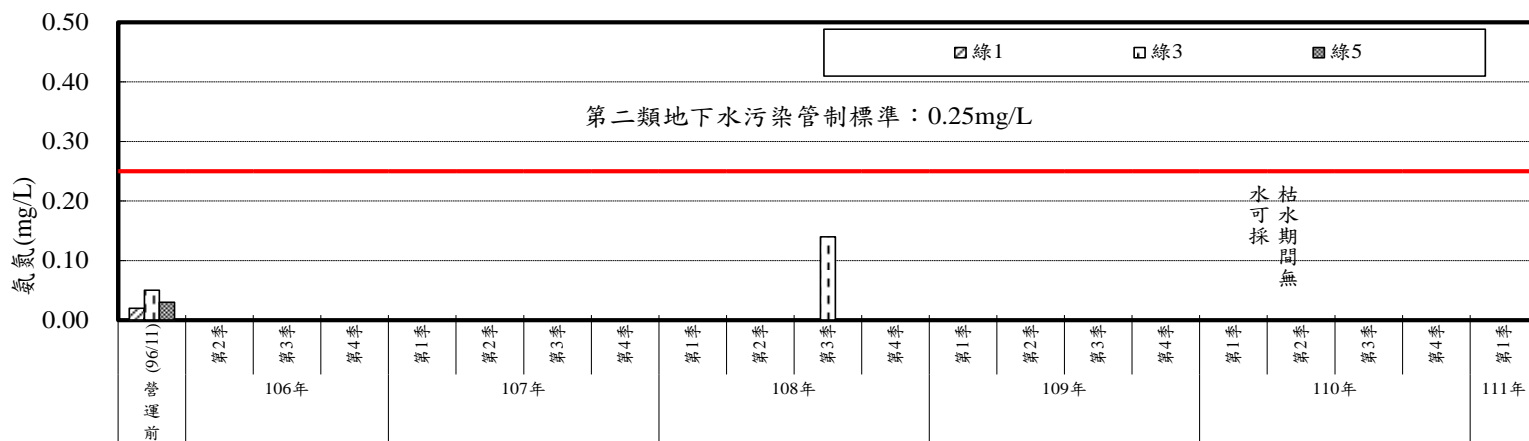 0.50
0.40
0.30
0.20
0.10
0.00
氨氮(mg/L)
綠1 綠3 綠5
第二類地下水污染管制標準：0.25mg/L
枯水期間無
水可採
營運前(96/11)
第2季 第3季 第4季 第1季 第2季 第3季 第4季 第1季 第2季 第3季 第4季 第1季 第2季 第3季 第4季 第1季 第2季 第3季 第4季 第1季
106年 107年 108年 109年 110年 111年